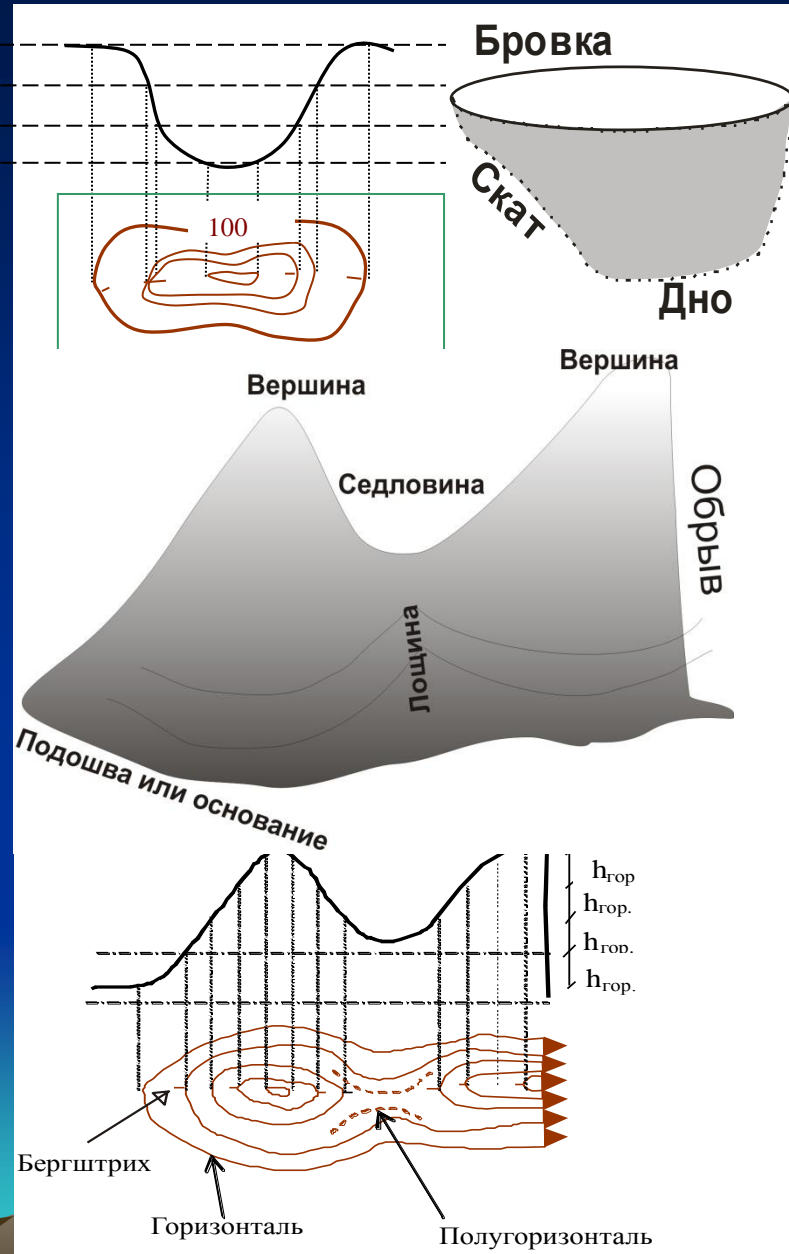 Бровка
100
Скат
Дно
Вершина
Вершина
Седловина
Обрыв
Лощина
Подошва или основание
hгор
hгор.
hгор.
hгор.
Бергштрих
Горизонталь
Полугоризонталь